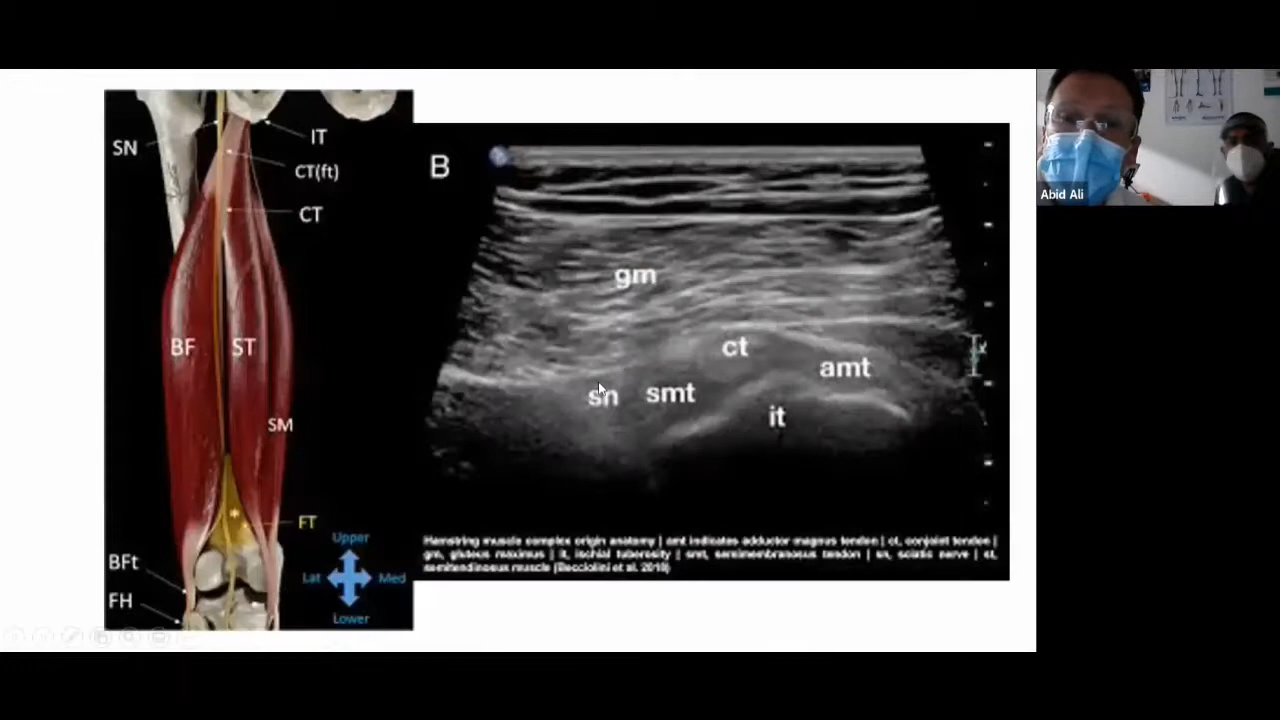 SN
IT
CT(ft)
CT
BF
ST
SM
FT
BFt
FH
Upper
Lat
Med
Lower
B
gm
ct
amt
sn
smt
it
Hamstring muscle complex origin anatomy | amt indicates adductor magnus tendon | ct, conjoint tendon |
gm, gluteus maximus | it, ischial tuberosity | smt, semimembranosus tendon | sn, sciatic nerve | ct,
semitendinosus muscle (Becciolini et al. 2019)
Abid Ali